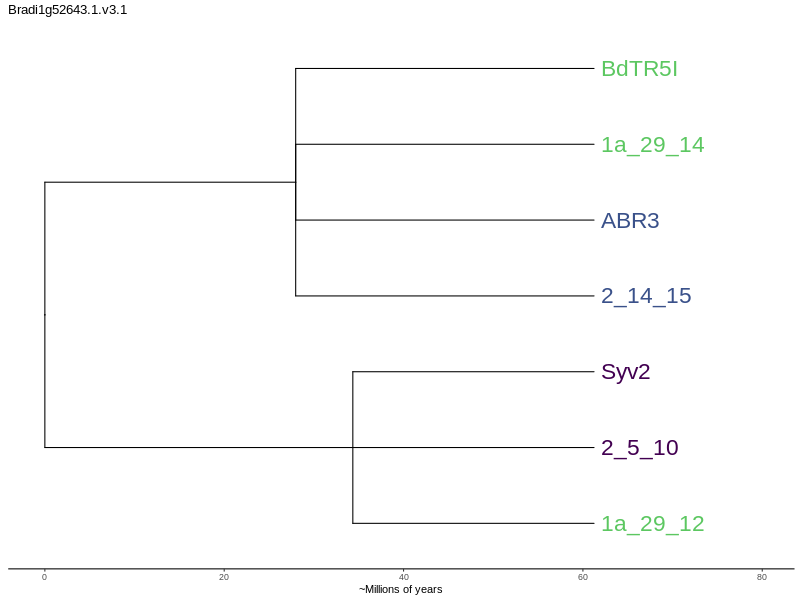 Bradi1g52643.1.v3.1
BdTR5I
1a_29_14
ABR3
2_14_15
Syv2
2_5_10
1a_29_12
0 20 40 60 80
~Millions of years